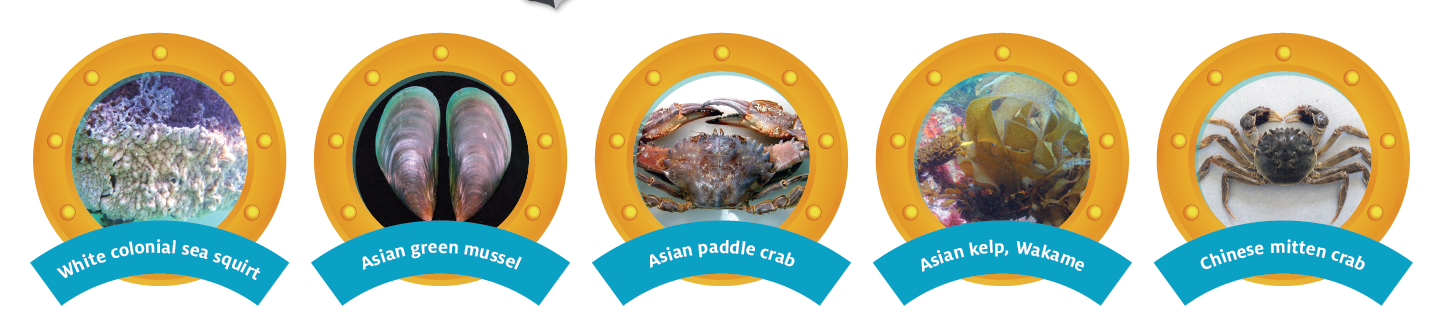 White colonial sea squirt
Asian green mussel
Asian paddle crab
Asian kelp, Wakame
Chinese mitten crab